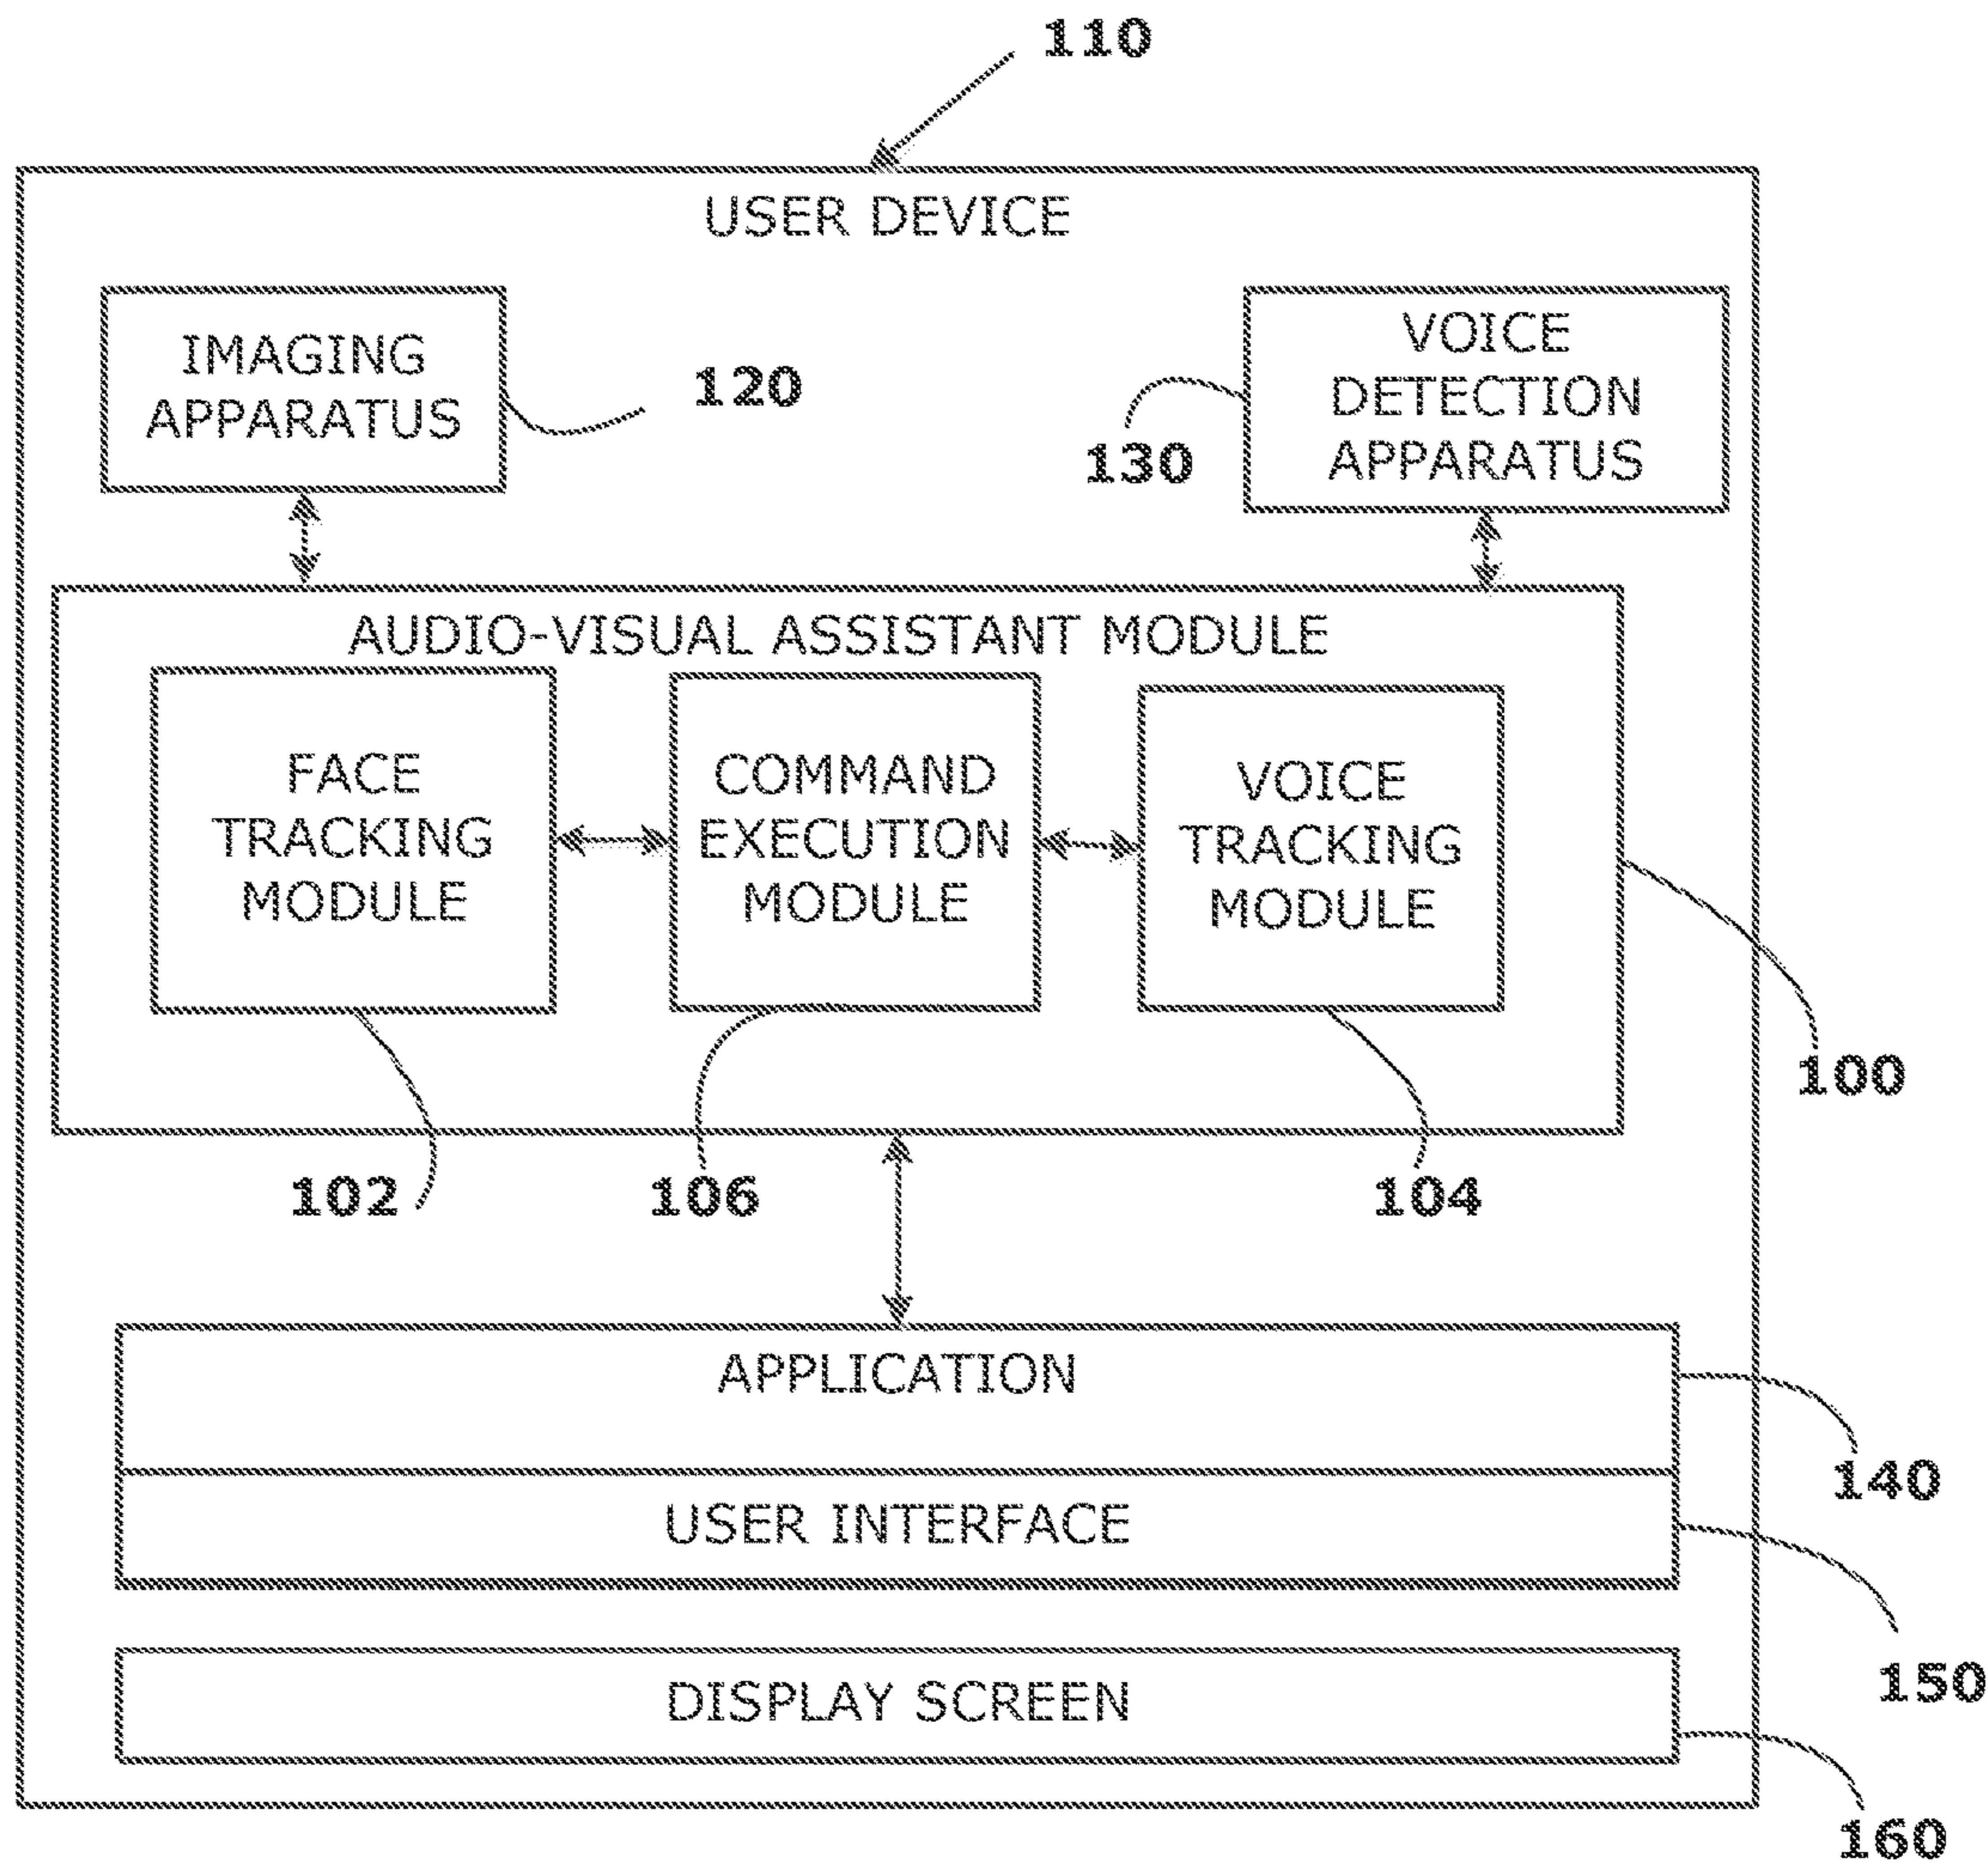 110
USER DEVICE
IMAGING
APPARATUS
120
VOICE
DETECTION
APPARATUS
130
AUDIO-VISUAL ASSISTANT MODULE
FACE
TRACKING
MODULE
COMMAND
EXECUTION
MODULE
VOICE
TRACKING
MODULE
100
102
106
104
APPLICATION
140
USER INTERFACE
150
DISPLAY SCREEN
160